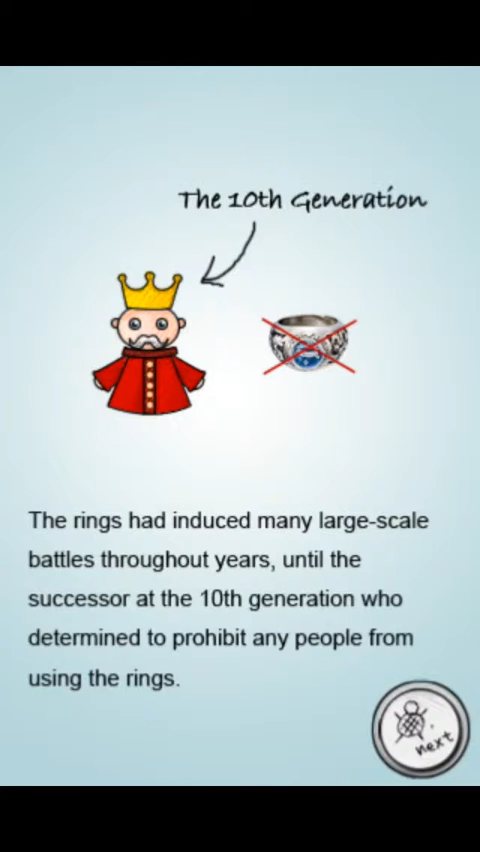 The 10th Generation
The rings had induced many large-scale
battles throughout years, until the
successor at the 10th generation who
determined to prohibit any people from
using the rings.
next